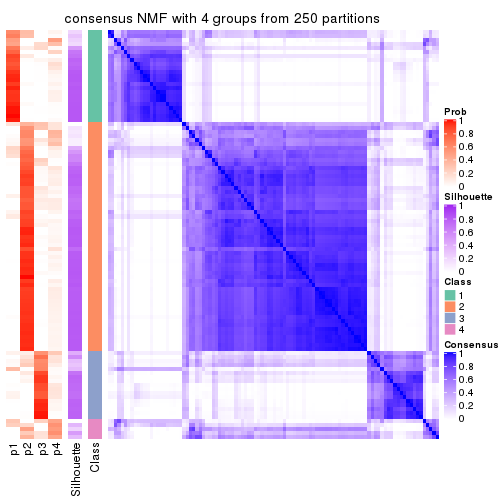 consensus NMF with 4 groups from 250 partitions
Prob
1
0.8
0.6
0.4
0.2
0
Silhouette
1
0.8
0.6
0.4
0.2
0
Class
1
2
3
4
Consensus
1
0.8
0.6
0.4
0.2
0
p1
p2
p3
p4
Silhouette
Class